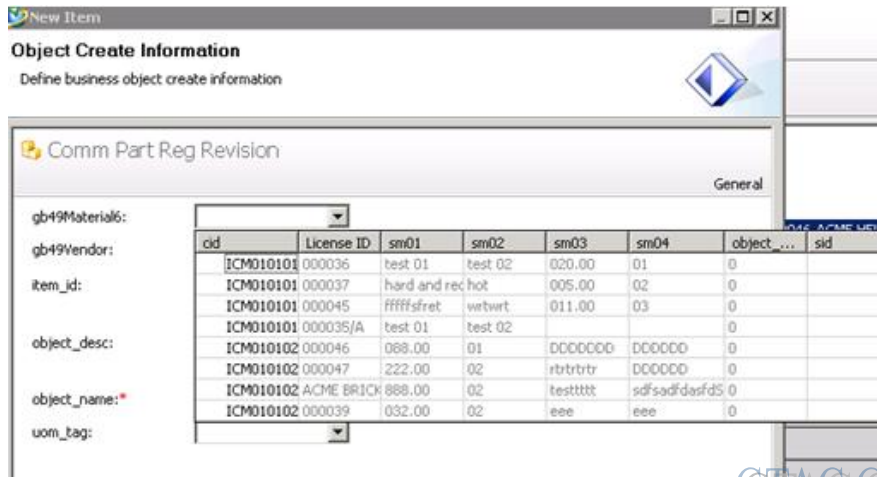 New Item
Object Create Information
Define business object create information
Comm Part Reg Revision
General
gb49Material6:
gb49Vendor:
item_id:
object_desc:
object_name:*
uom_tag:
cid License ID sm01 sm02 sm03 sm04 object_... sid
ICM010101 000036 test 01 test 02 020.00 01 0
ICM010101 000037 hard and rec hot 005.00 02 0
ICM010101 000045 fffffsfret wrtwrt 011.00 03 0
ICM010101 000035/A test 01 test 02 0
ICM010102 000046 088.00 01 DDDDDDD DDDDDD 0
ICM010102 000047 222.00 02 rtrtrtrtr DDDDDD 0
ICM010102 ACME BRICK 888.00 02 testtttt sdfsadfdasfdS 0
ICM010102 000039 032.00 02 eee eee 0